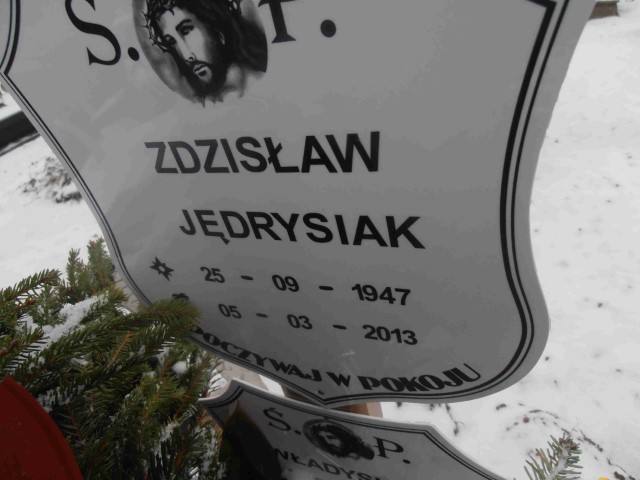 Ś. P.
ZDZISŁAW
JĘDRYSIAK
25 - 09 - 1947
05 - 03 - 2013
POCZYWAJ W POKOJU
Ś. P.